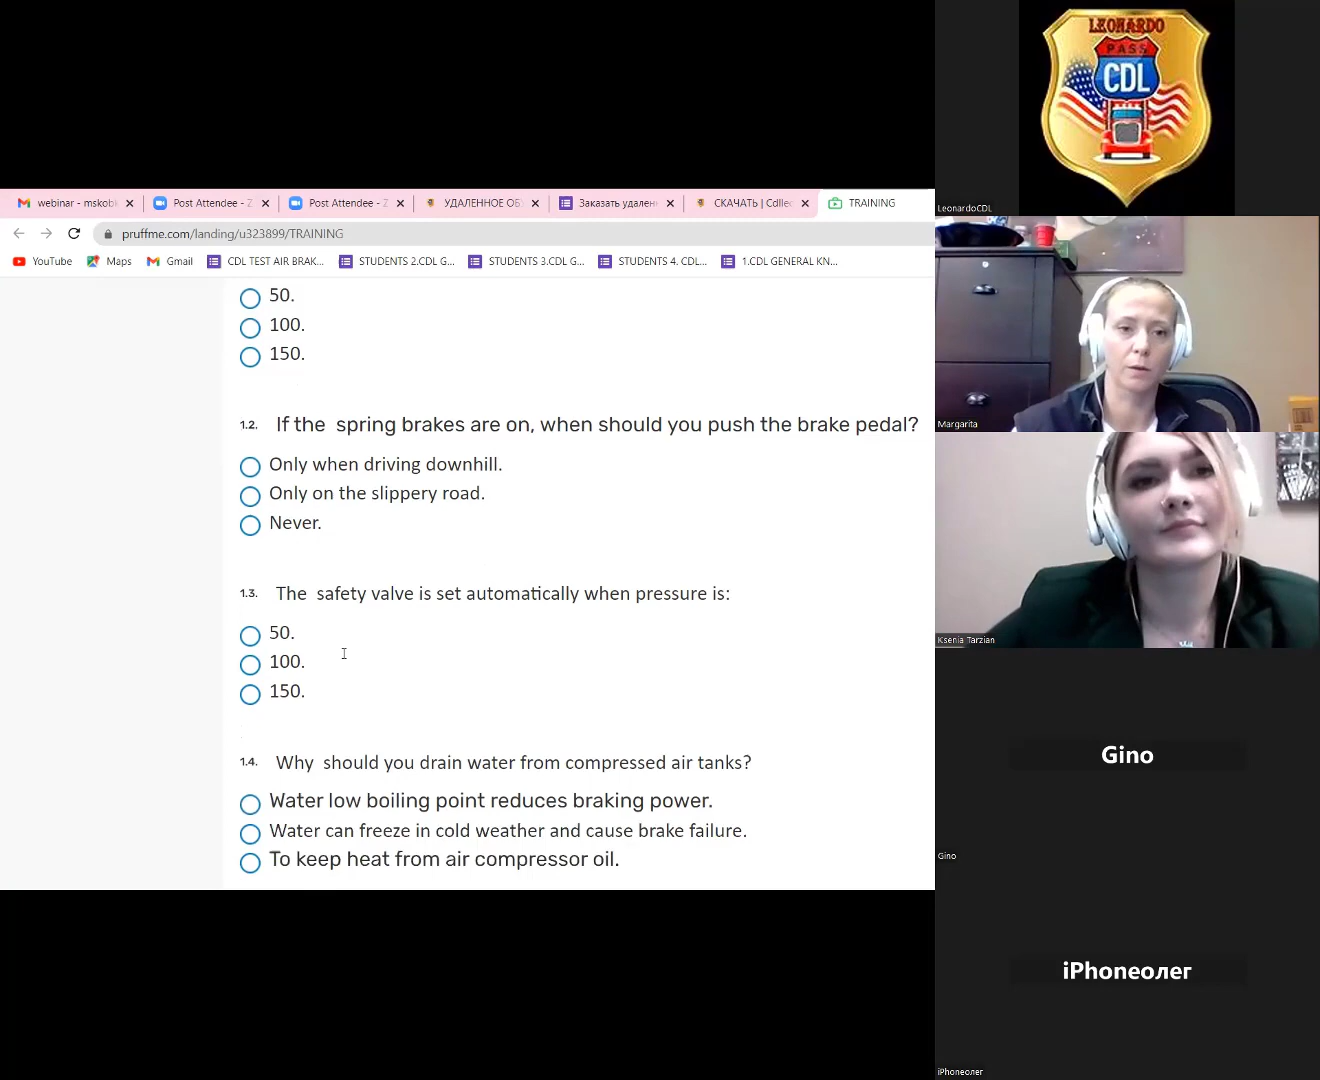 LEONARDO
PASS
CDL
LeonardoCDL
webinar - mskob
Post Attendee - Z
Post Attendee - Z
УДАЛЕННОЕ ОБ
Заказать удален
СКАЧАТЬ | Cdlle
TRAINING
pruffme.com/landing/u323899/TRAINING
YouTube
Maps
Gmail
CDL TEST AIR BRAK...
STUDENTS 2.CDL G...
STUDENTS 3.CDL G...
STUDENTS 4. CDL...
1.CDL GENERAL KN...
50.
100.
150.
1.2. If the spring brakes are on, when should you push the brake pedal?
Only when driving downhill.
Only on the slippery road.
Never.
1.3. The safety valve is set automatically when pressure is:
50.
100.
150.
1.4. Why should you drain water from compressed air tanks?
Water low boiling point reduces braking power.
Water can freeze in cold weather and cause brake failure.
To keep heat from air compressor oil.
Margarita
Ksenia Tarzian
Gino
Gino
iPhoneолег
iPhoneолег